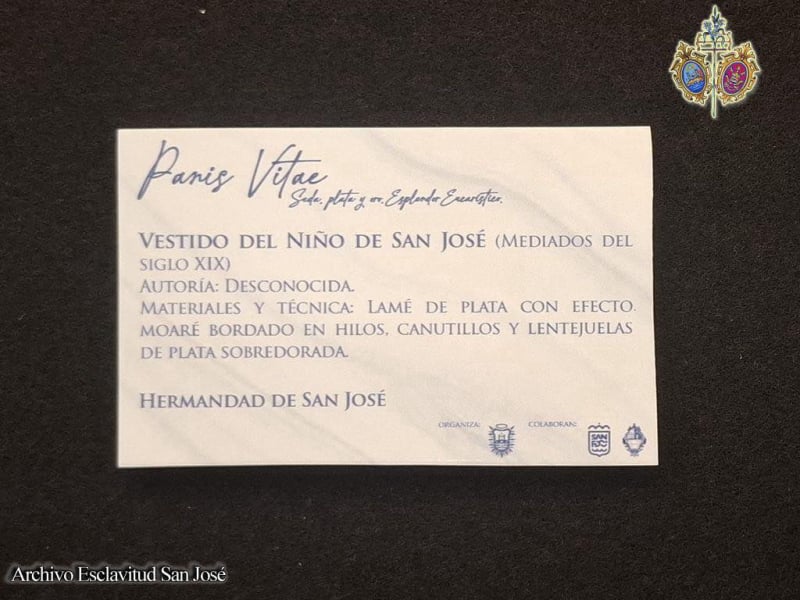 Panis Vitae
Seda, plata y oro. Esplendor Eucarístico.
VESTIDO DEL NIÑO DE SAN JOSÉ (MEDIADOS DEL
SIGLO XIX)
AUTORÍA: DESCONOCIDA.
MATERIALES Y TÉCNICA: LAMÉ DE PLATA CON EFECTO
MOARÉ BORDADO EN HILOS, CANUTILLOS Y LENTEJUELAS
DE PLATA SOBREDORADA.
HERMANDAD DE SAN JOSÉ
ORGANIZA: COLABORAN:
Archivo Esclavitud San José